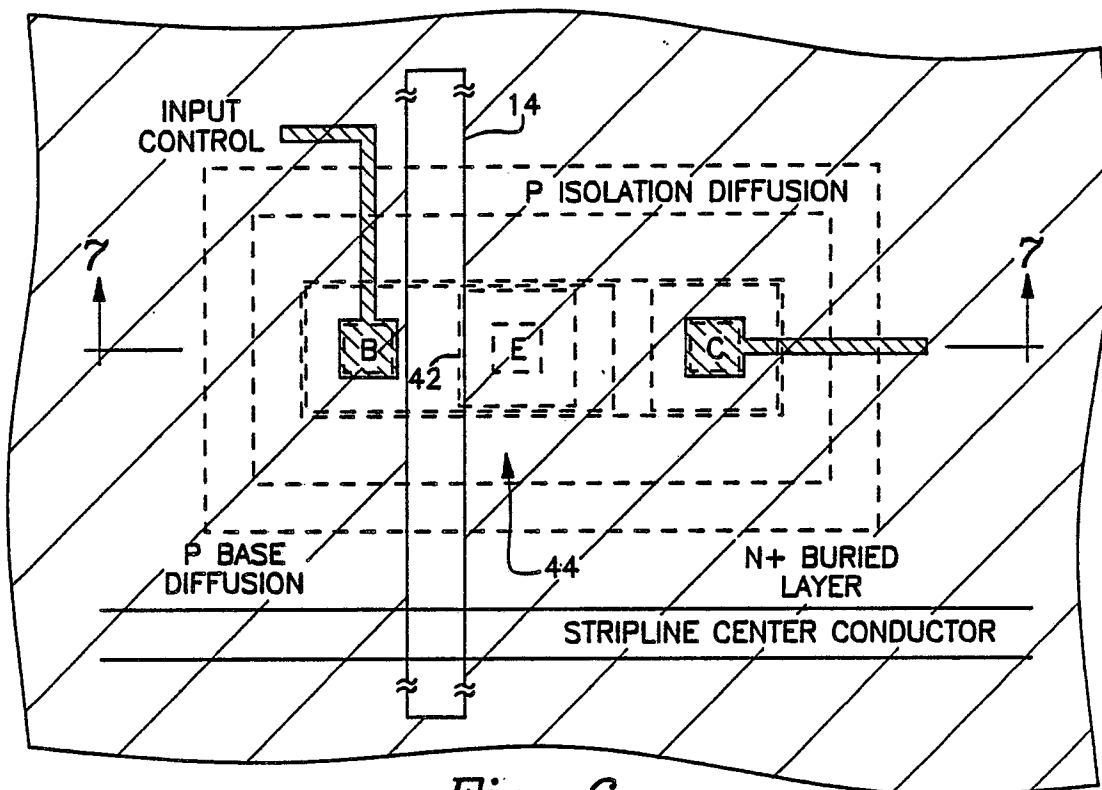 INPUT
CONTROL
14
P ISOLATION DIFFUSION
7
7
B
E
C
42
44
P BASE
DIFFUSION
N+ BURIED
LAYER
STRIPLINE CENTER CONDUCTOR